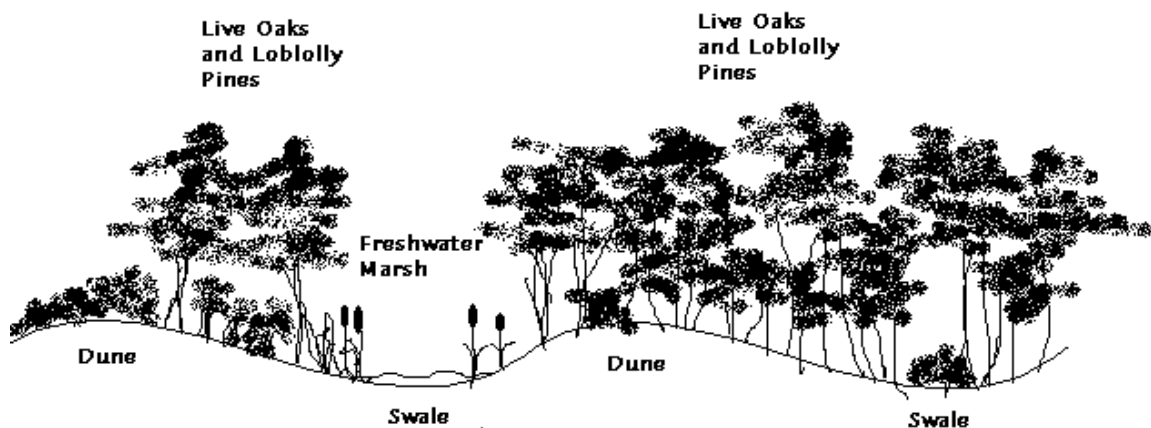 Live Oaks
and Loblolly
Pines
Live Oaks
and Loblolly
Pines
Freshwater
Marsh
Dune
Dune
Swale
Swale